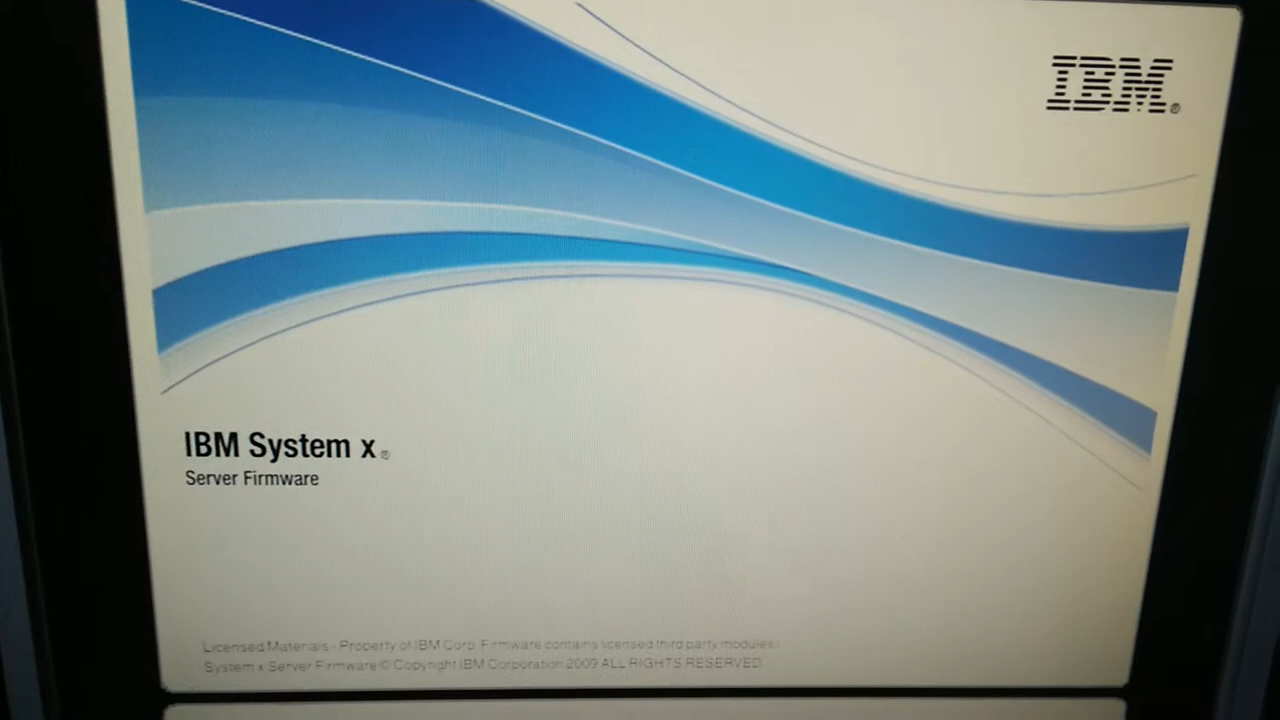 IBM®
IBM System x®
Server Firmware
Licensed Materials - Property of IBM Corp. Firmware contains licensed third party modules.
System x Server Firmware © Copyright IBM Corporation 2009 ALL RIGHTS RESERVED.